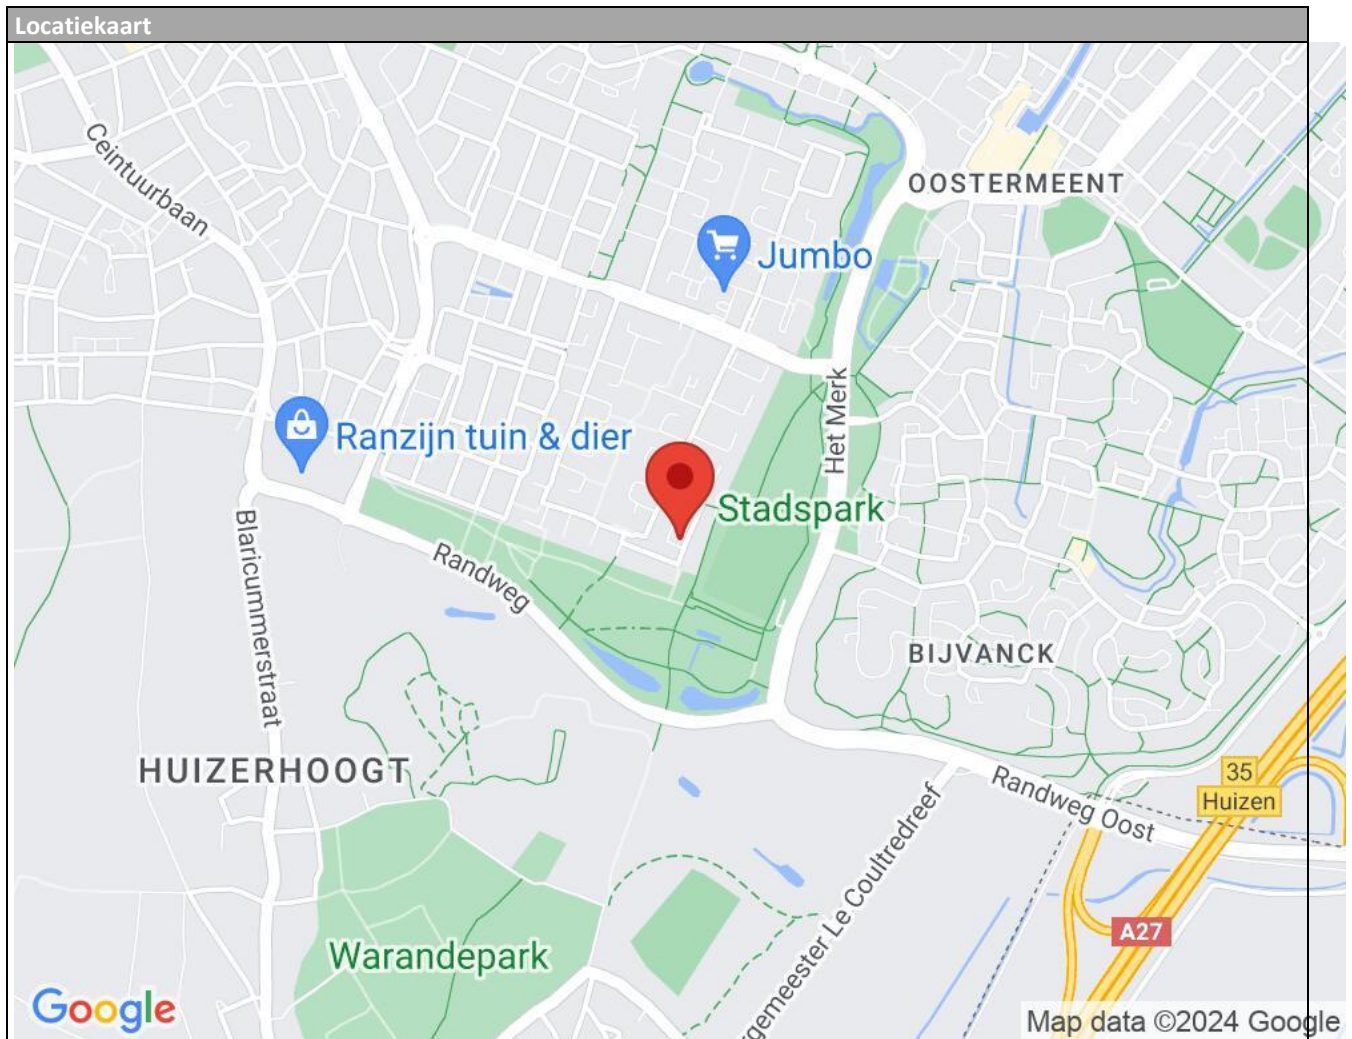 Locatiekaart
Ceintuurbaan
OOSTERMEENT
Jumbo
Het Merk
Ranzijn tuin & dier
Stadspark
Blaricummerstraat
Randweg
BIJVANCK
HUIZERHOOGT
35
Huizen
Randweg Oost
rgemeester Le Coultredreef
A27
Warandepark
Google
Map data ©2024 Google